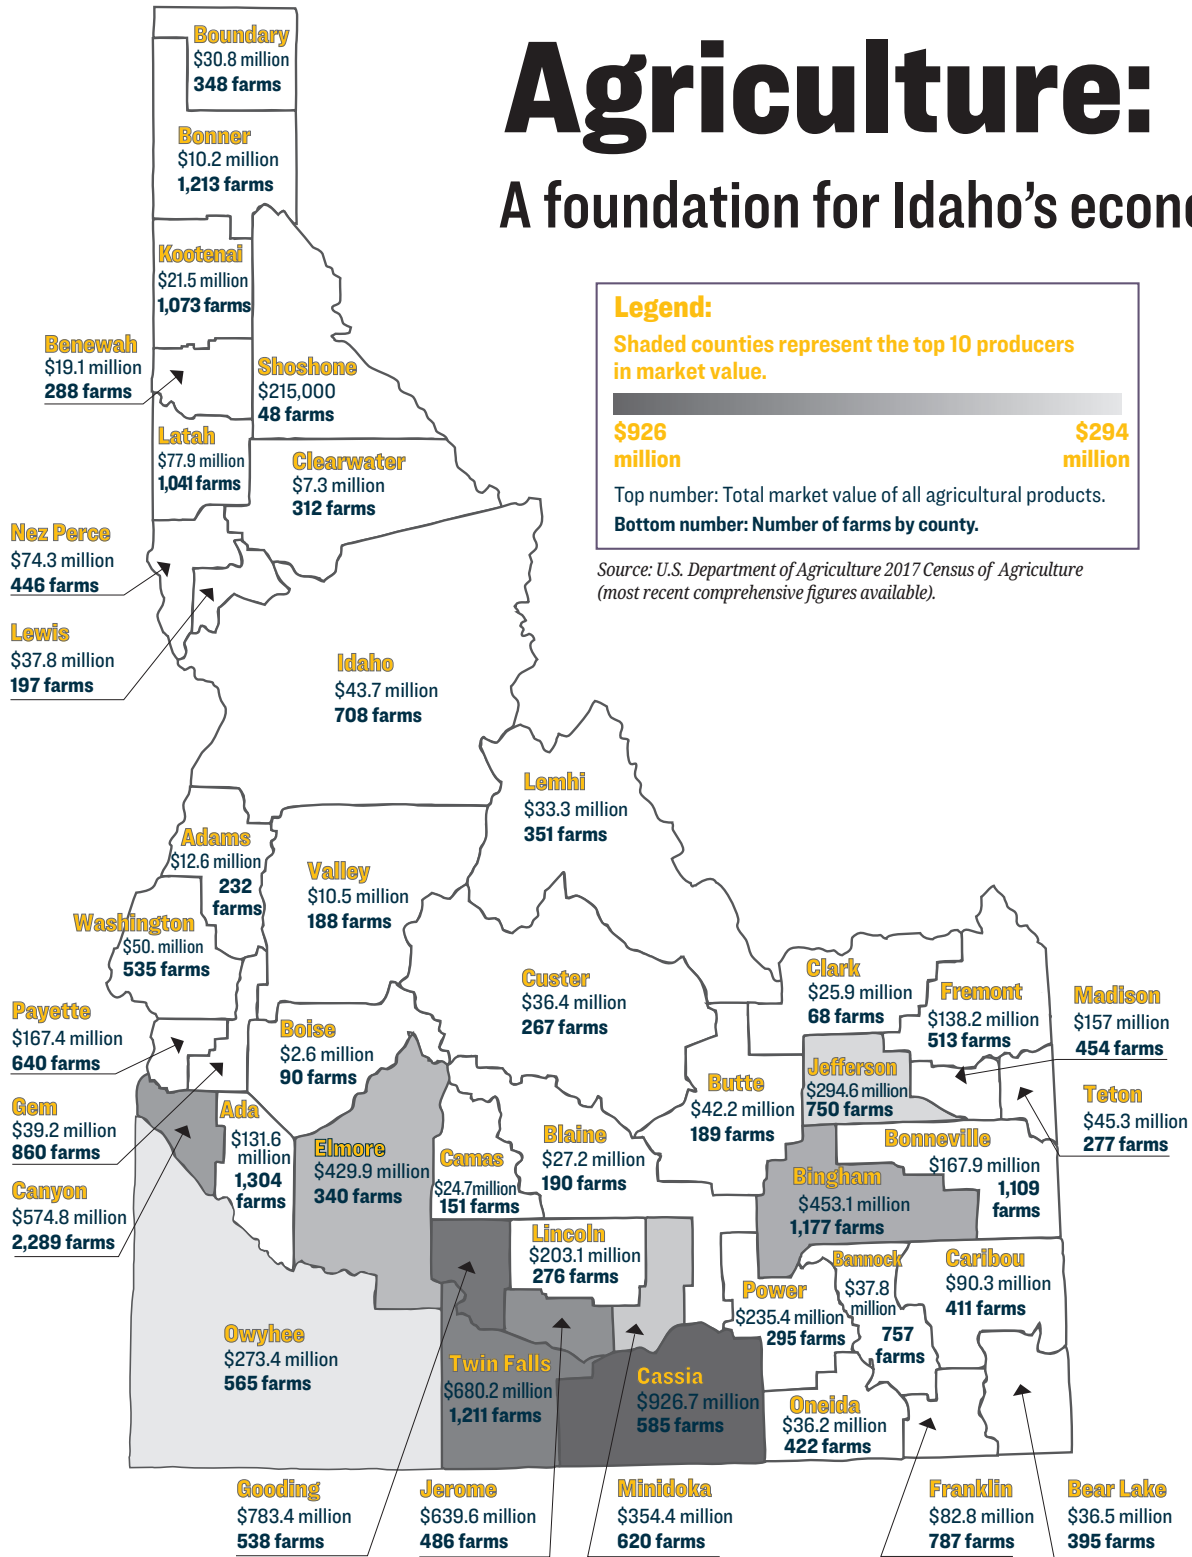 Agriculture:
A foundation for Idaho's econ
Legend:
Shaded counties represent the top 10 producers
in market value.
$926
million
$294
million
Top number: Total market value of all agricultural products.
Bottom number: Number of farms by county.
Source: U.S. Department of Agriculture 2017 Census of Agriculture
(most recent comprehensive figures available).
Boundary
$30.8 million
348 farms
Bonner
$10.2 million
1,213 farms
Kootenai
$21.5 million
1,073 farms
Benewah
$19.1 million
288 farms
Shoshone
$215,000
48 farms
Latah
$77.9 million
1,041 farms
Clearwater
$7.3 million
312 farms
Nez Perce
$74.3 million
446 farms
Lewis
$37.8 million
197 farms
Idaho
$43.7 million
708 farms
Lemhi
$33.3 million
351 farms
Adams
$12.6 million
232
farms
Valley
$10.5 million
188 farms
Washington
$50. million
535 farms
Custer
$36.4 million
267 farms
Clark
$25.9 million
68 farms
Fremont
$138.2 million
513 farms
Madison
$157 million
454 farms
Payette
$167.4 million
640 farms
Boise
$2.6 million
90 farms
Jefferson
$294.6 million
750 farms
Butte
$42.2 million
189 farms
Teton
$45.3 million
277 farms
Gem
$39.2 million
860 farms
Ada
$131.6
million
1,304
farms
Elmore
$429.9 million
340 farms
Camas
$24.7million
151 farms
Blaine
$27.2 million
190 farms
Bonneville
$167.9 million
1,109
farms
Bingham
$453.1 million
1,177 farms
Canyon
$574.8 million
2,289 farms
Lincoln
$203.1 million
276 farms
Bannock
$37.8
million
757
farms
Caribou
$90.3 million
411 farms
Power
$235.4 million
295 farms
Owyhee
$273.4 million
565 farms
Twin Falls
$680.2 million
1,211 farms
Cassia
$926.7 million
585 farms
Oneida
$36.2 million
422 farms
Gooding
$783.4 million
538 farms
Jerome
$639.6 million
486 farms
Minidoka
$354.4 million
620 farms
Franklin
$82.8 million
787 farms
Bear Lake
$36.5 million
395 farms